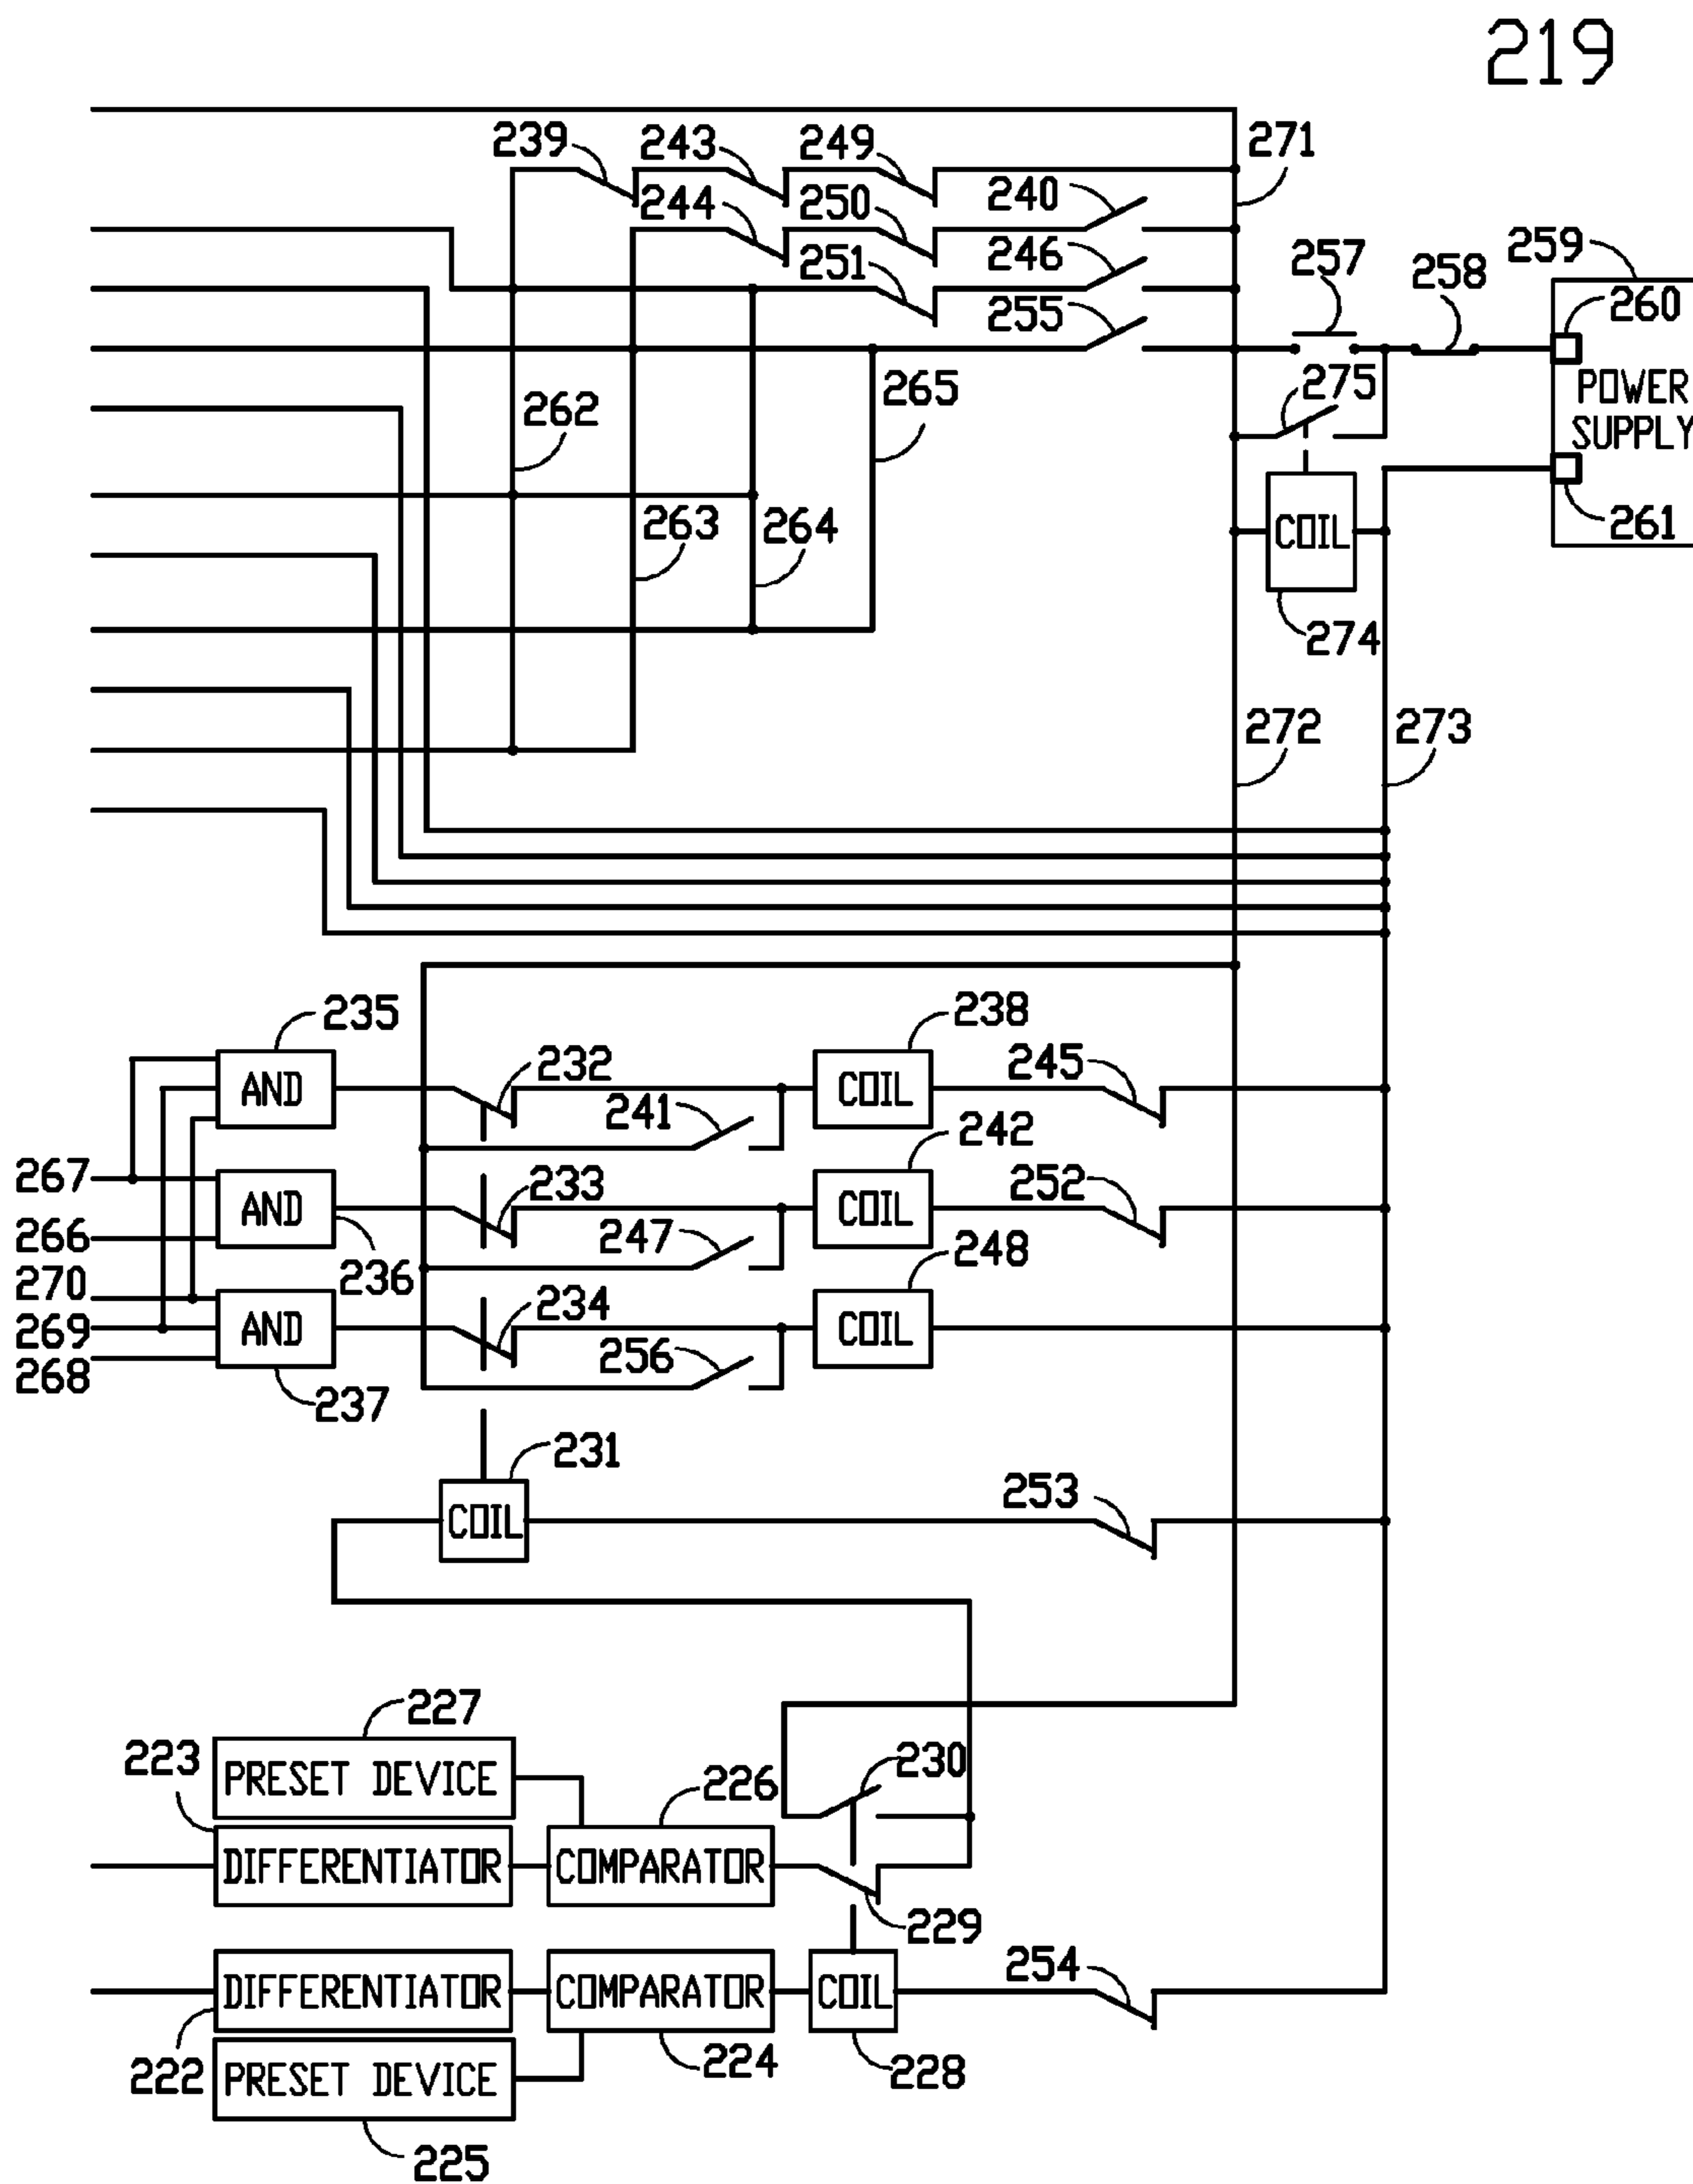 219
239 243 249 271
244 250 240
251 246 257 258 259
255 260
262 265 275 POWER
SUPPLY
263 264 COIL 261
274
272 273
235 238
AND 232 COIL 245
241 242
267 AND 233 COIL 252
266 247 248
270 236
269 AND 234 COIL
268 256
237
231
COIL 253
227
223 PRESET DEVICE 226 230
DIFFERENTIATOR COMPARATOR
229
DIFFERENTIATOR COMPARATOR COIL 254
222 PRESET DEVICE 224 228
225